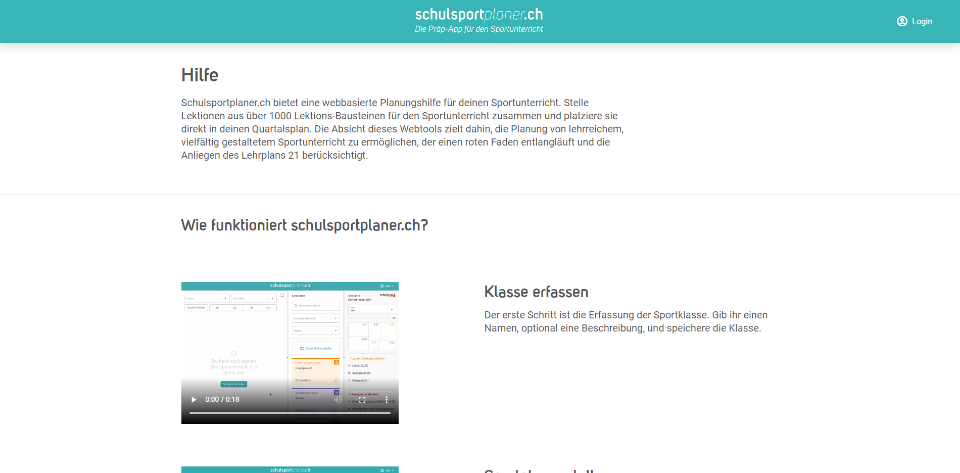 schulsportplaner.ch
Die Präp-App für den Sportunterricht
Login
Hilfe
Schulsportplaner.ch bietet eine webbasierte Planungshilfe für deinen Sportunterricht. Stelle
Lektionen aus über 1000 Lektions-Bausteinen für den Sportunterricht zusammen und platziere sie
direkt in deinen Quartalsplan. Die Absicht dieses Webtools zielt dahin, die Planung von lehrreichem,
vielfältig gestaltetem Sportunterricht zu ermöglichen, der einen roten Faden entlangläuft und die
Anliegen des Lehrplans 21 berücksichtigt.
Wie funktioniert schulsportplaner.ch?
schulsportplaner.ch
0:00 / 0:18
Klasse erfassen
Der erste Schritt ist die Erfassung der Sportklasse. Gib ihr einen
Namen, optional eine Beschreibung, und speichere die Klasse.
schulsportplaner.ch